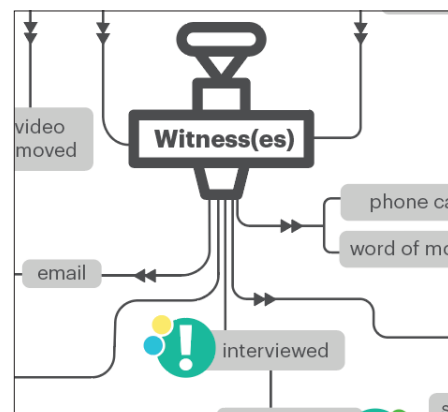 Witness(es)
video
moved
phone ca
word of mo
email
!
interviewed
s